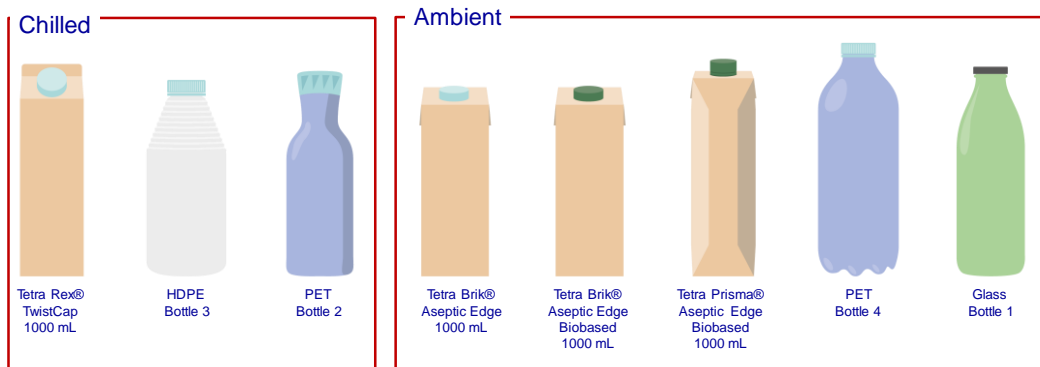 Chilled
Ambient
Tetra Rex®
TwistCap
1000 mL
HDPE
Bottle 3
PET
Bottle 2
Tetra Brik®
Aseptic Edge
1000 mL
Tetra Brik®
Aseptic Edge
Biobased
1000 mL
Tetra Prisma®
Aseptic Edge
Biobased
1000 mL
PET
Bottle 4
Glass
Bottle 1